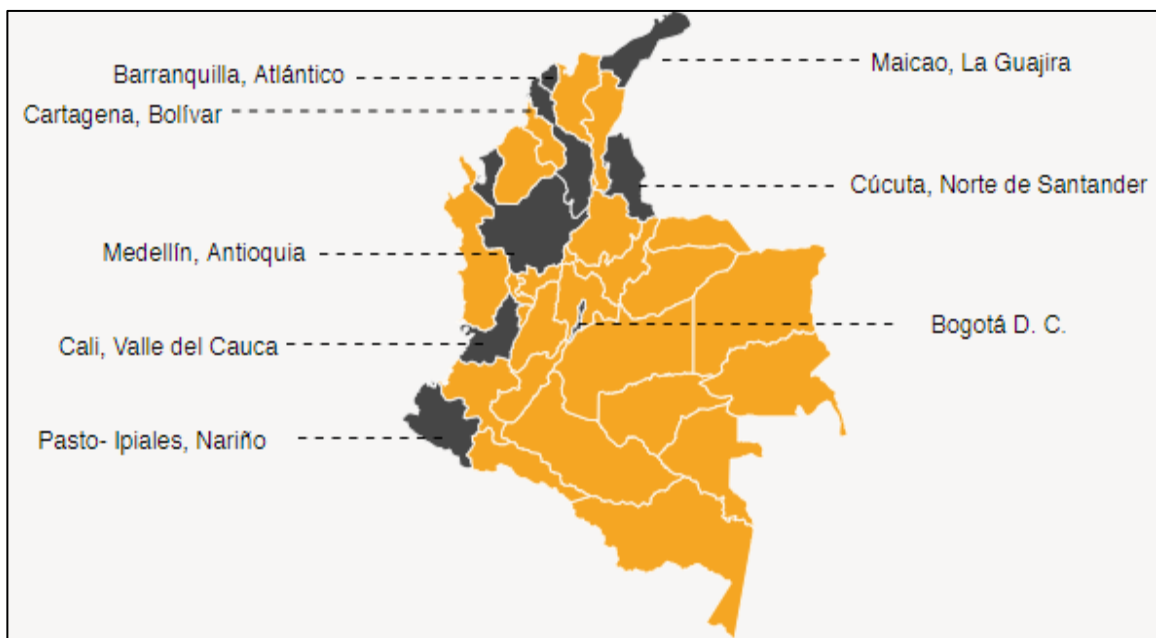 Barranquilla, Atlántico
Maicao, La Guajira
Cartagena, Bolívar
Cúcuta, Norte de Santander
Medellín, Antioquia
Bogotá D. C.
Cali, Valle del Cauca
Pasto- Ipiales, Nariño